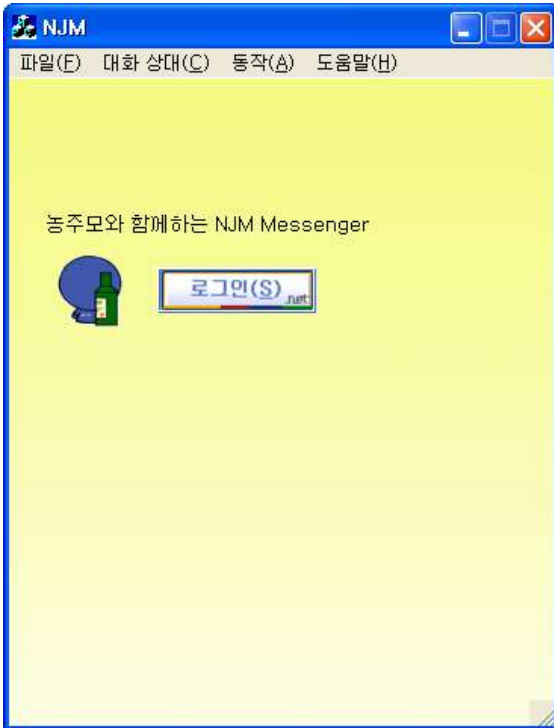 NJM
파일(F) 대화 상대(C) 동작(A) 도움말(H)
농주모와 함께하는 NJM Messenger
로그인(S) .net